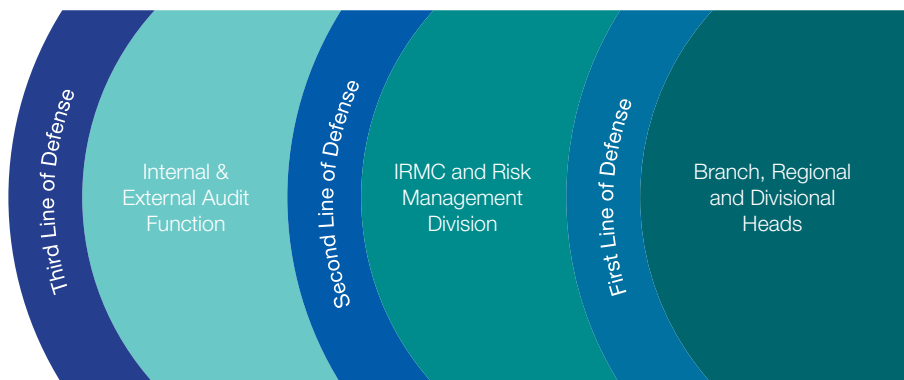 Third Line of Defense
Internal &
External Audit
Function
Second Line of Defense
IRMC and Risk
Management
Division
First Line of Defense
Branch, Regional
and Divisional
Heads